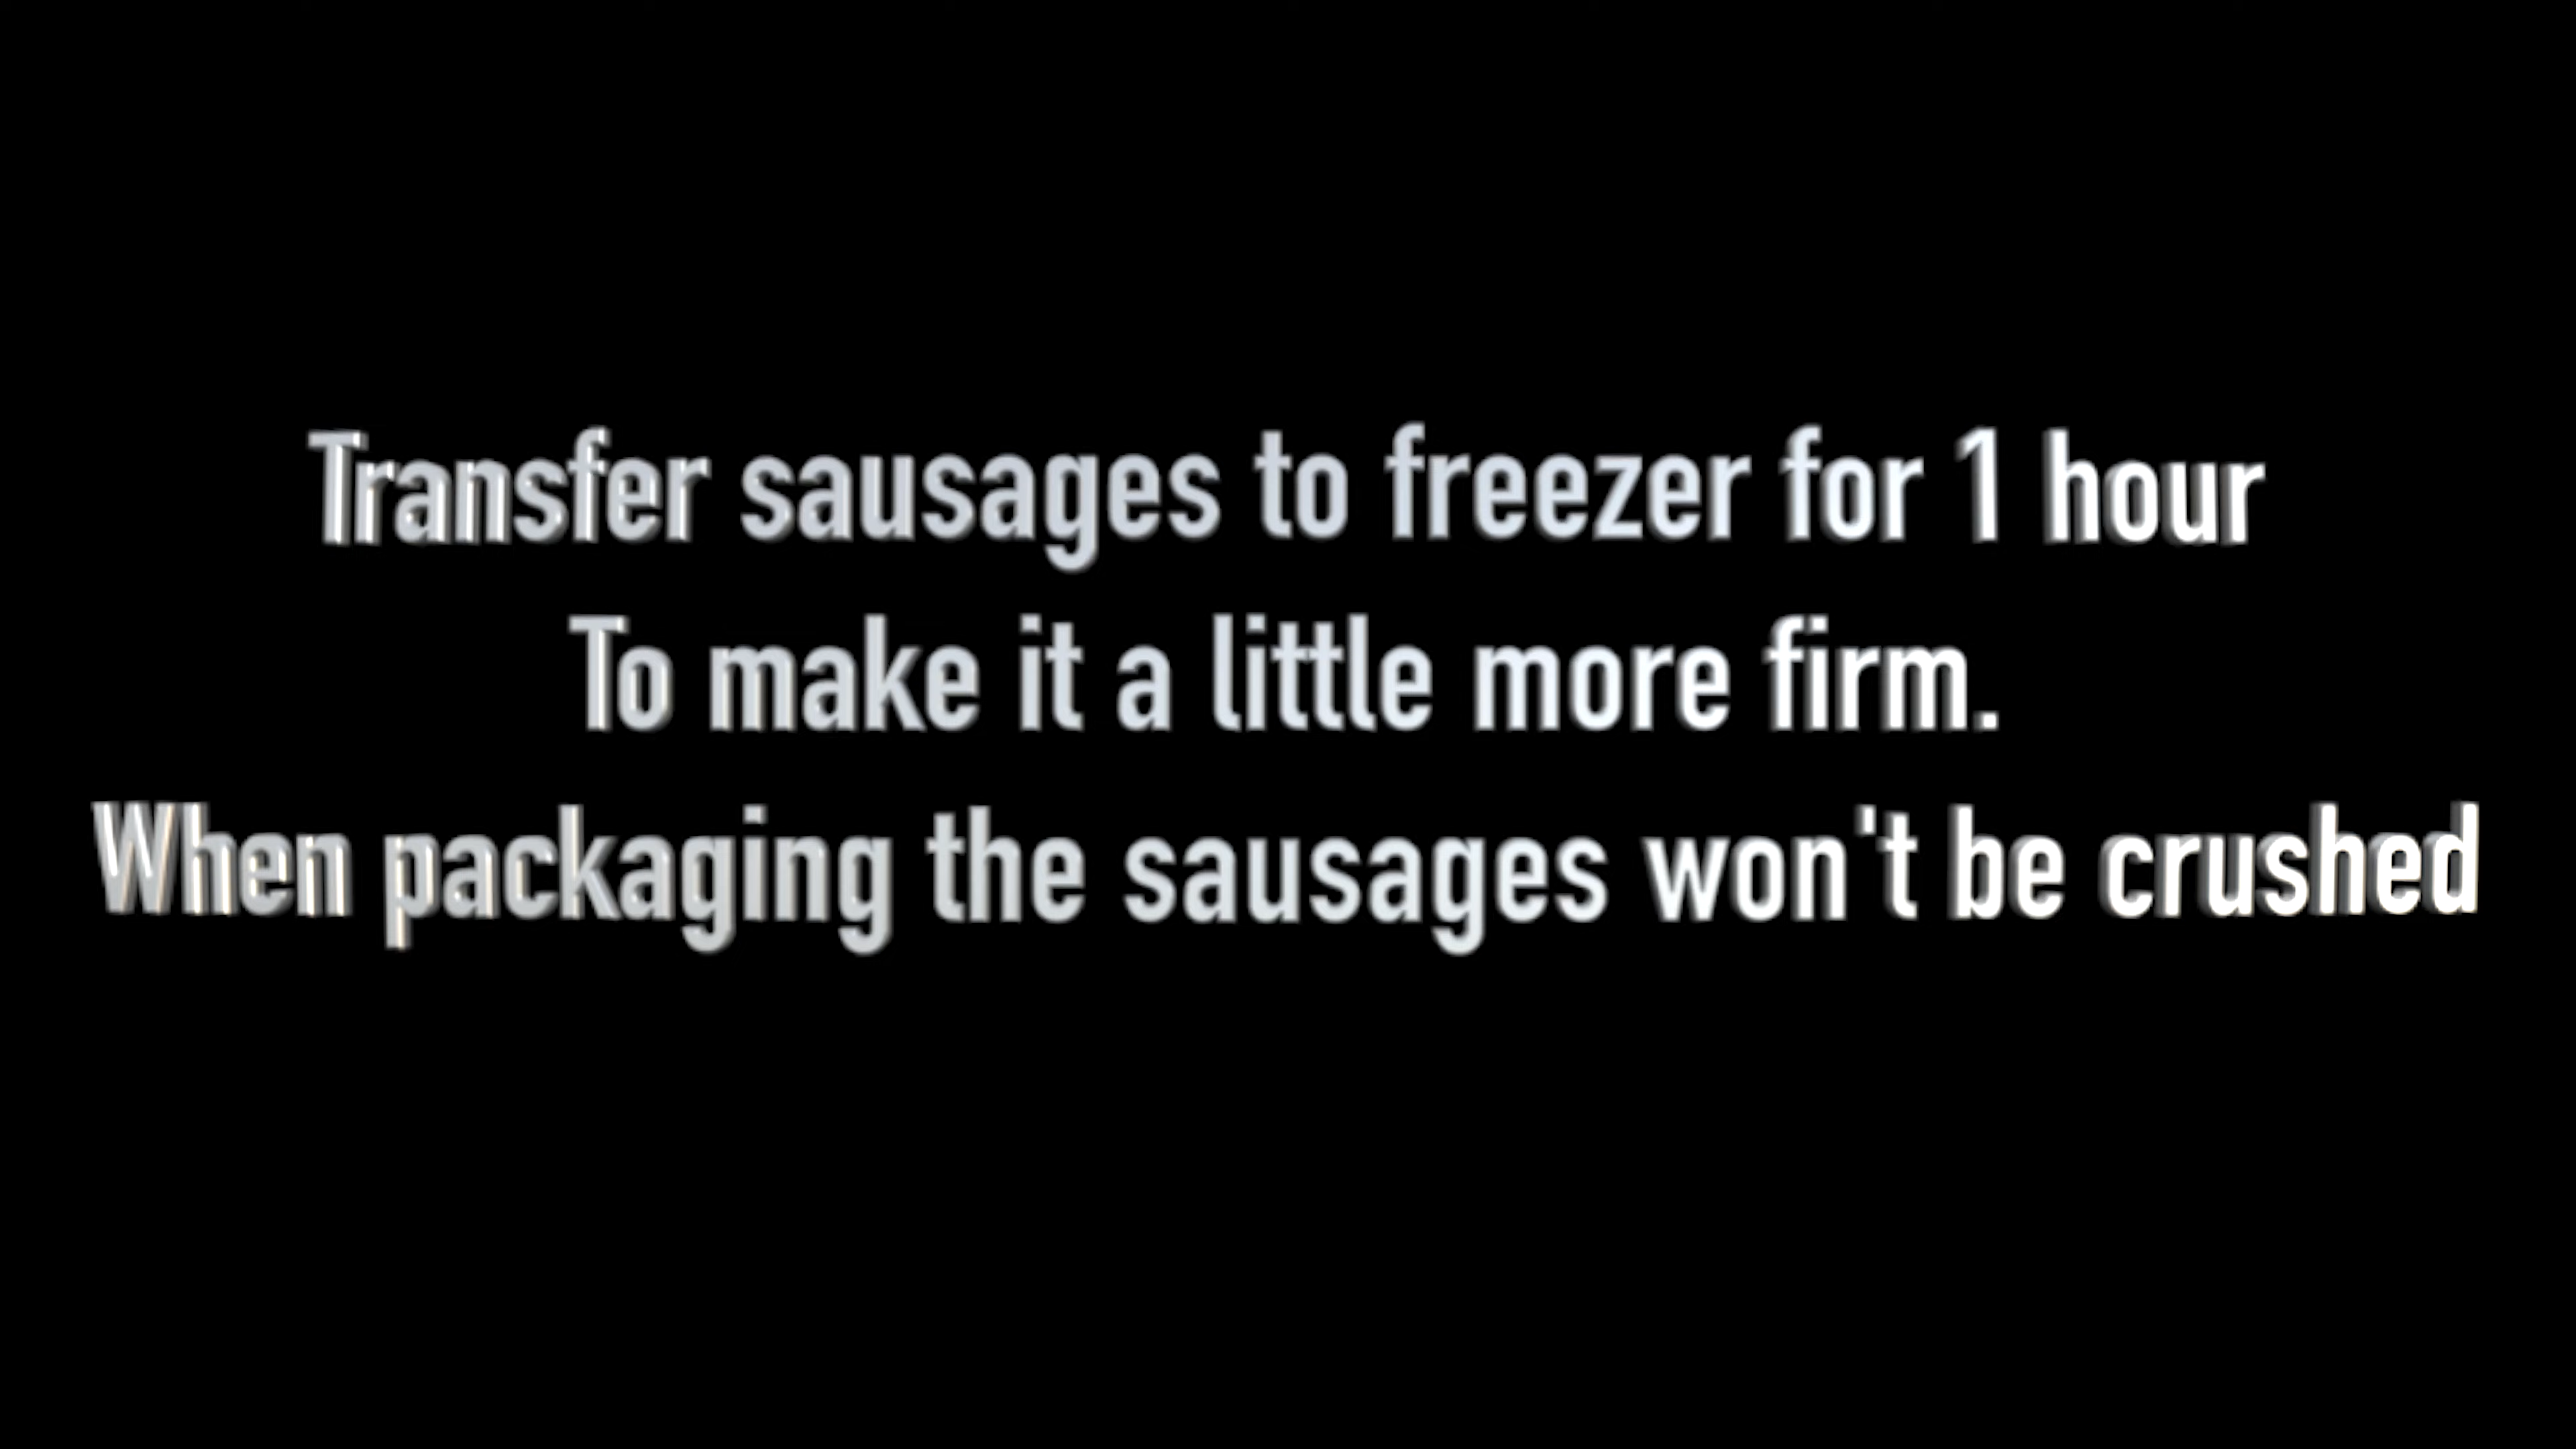 Transfer sausages to freezer for 1 hour
To make it a little more firm.
When packaging the sausages won't be crushed